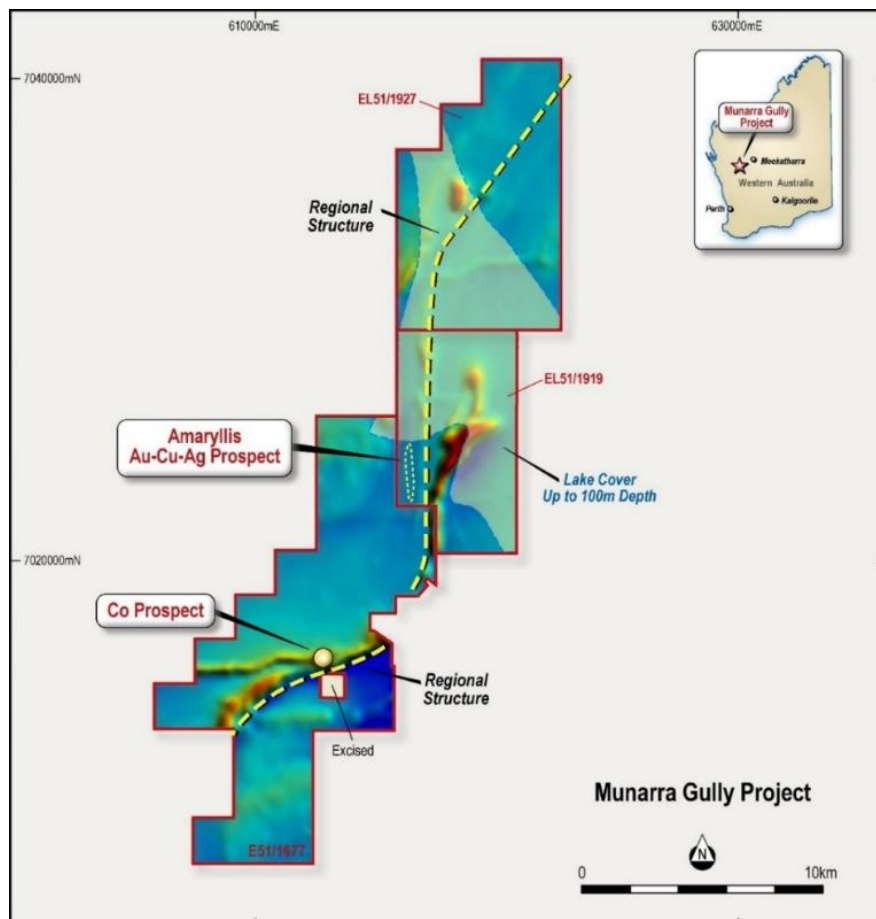 610000mE
630000mE
7040000mN
EL51/1927
Munarra Gully
Project
Meekatharra
Western Australia
Kalgoorlie
Perth
Regional
Structure
EL51/1919
Amaryllis
Au-Cu-Ag Prospect
Lake Cover
Up to 100m Depth
7020000mN
Co Prospect
Regional
Structure
Excised
Munarra Gully Project
N
0
10km
E51/1677